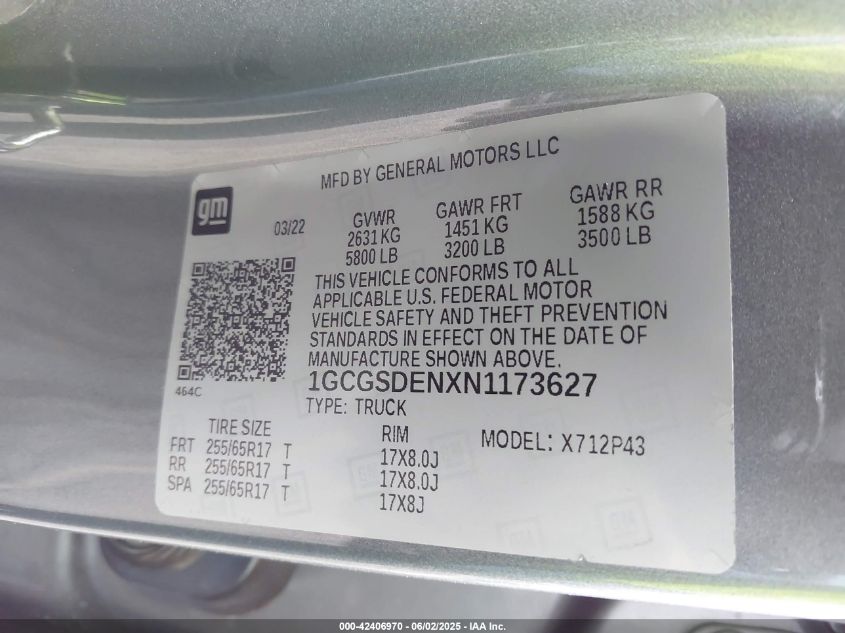 MFD BY GENERAL MOTORS LLC
gm
03/22
GVWR
2631 KG
5800 LB
GAWR FRT
1451 KG
3200 LB
GAWR RR
1588 KG
3500 LB
THIS VEHICLE CONFORMS TO ALL
APPLICABLE U.S. FEDERAL MOTOR
VEHICLE SAFETY AND THEFT PREVENTION
STANDARDS IN EFFECT ON THE DATE OF
MANUFACTURE SHOWN ABOVE.
464C
1GCGSDENXN1173627
TYPE: TRUCK
TIRE SIZE
RIM
MODEL: X712P43
FRT 255/65R17 T 17X8.0J
RR 255/65R17 T 17X8.0J
SPA 255/65R17 T 17X8J
000-42406970 - 06/02/2025 - IAA Inc.